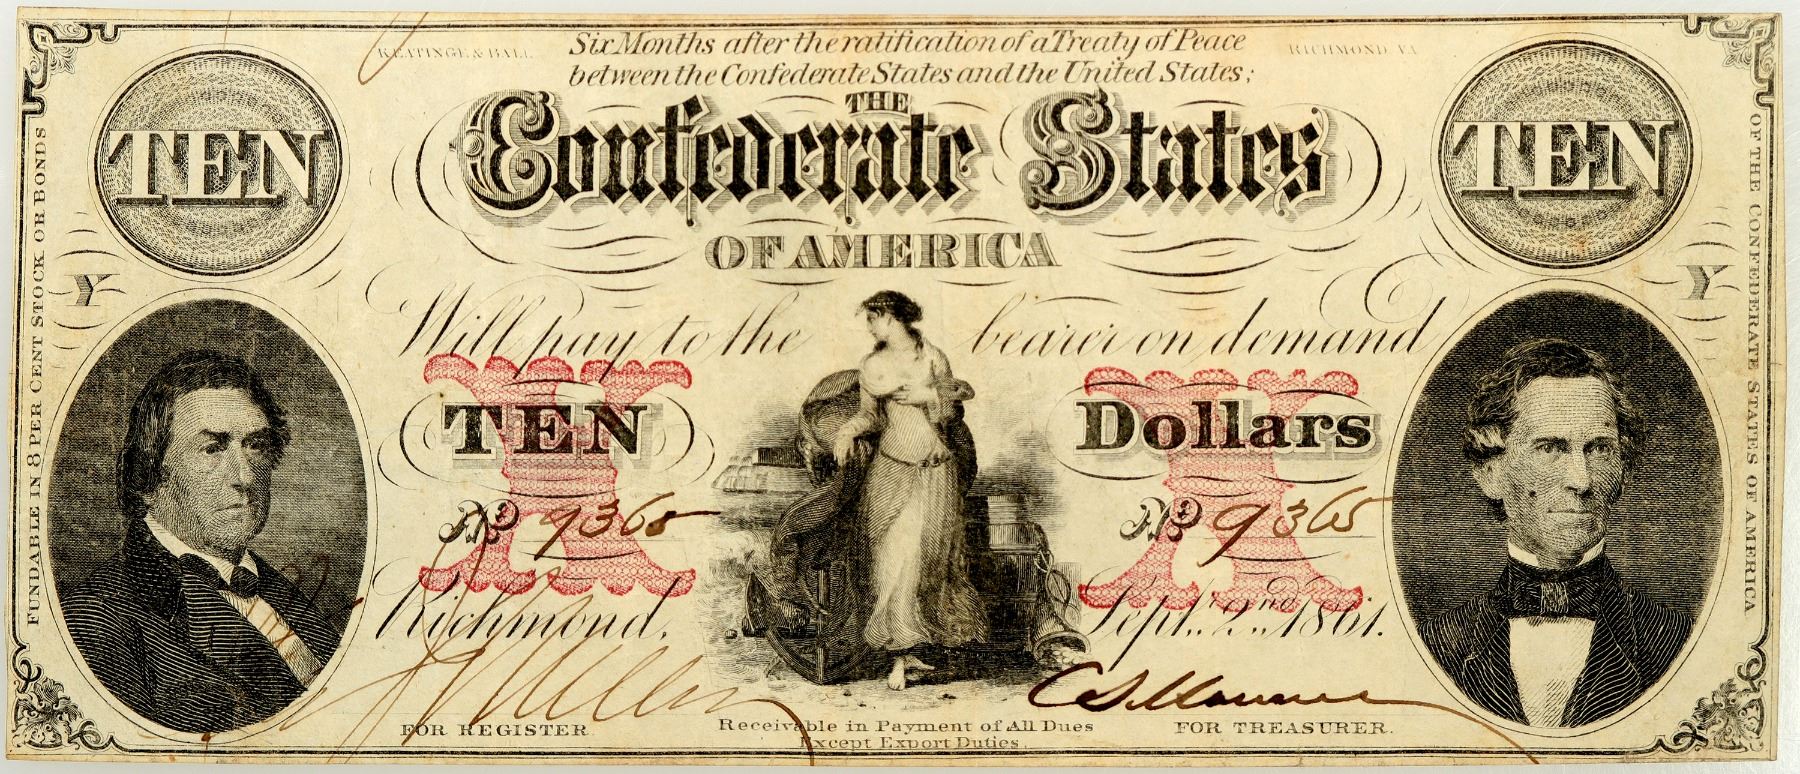 KEATINGE & BALL
RICHMOND, VA
Six Months after the ratification of a Treaty of Peace
between the Confederate States and the United States;
THE
Confederate States
OF AMERICA
TEN
TEN
Y
Y
FUNDABLE IN 8 PER CENT STOCK OR BONDS
OF THE CONFEDERATE STATES OF AMERICA
Will pay to the bearer on demand
X
X
TEN Dollars
No 9365
No 9365
Richmond, Sept. 2nd 1861.
FOR REGISTER.
Receivable in Payment of All Dues
Except Export Duties.
FOR TREASURER.